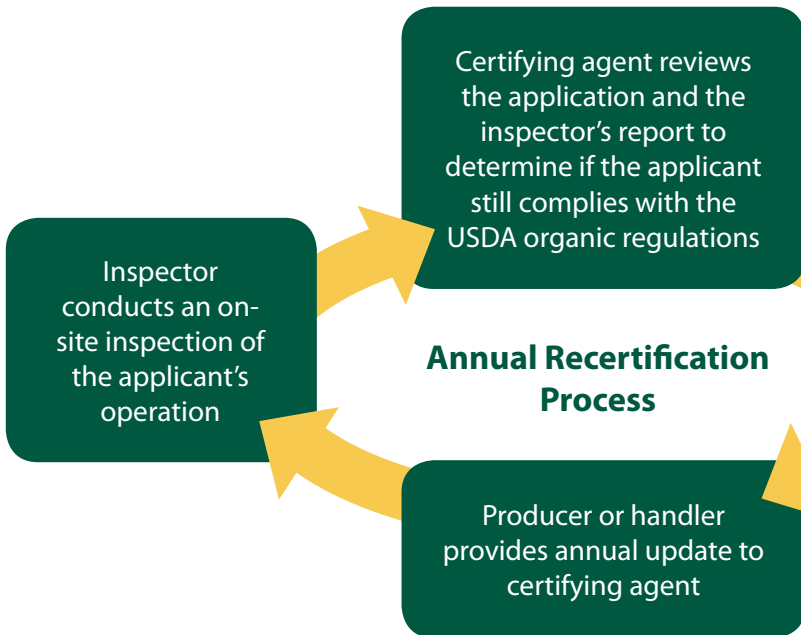 Certifying agent reviews
the application and the
inspector’s report to
determine if the applicant
still complies with the
USDA organic regulations
Inspector
conducts an on-
site inspection of
the applicant’s
operation
Annual Recertification
Process
Producer or handler
provides annual update to
certifying agent